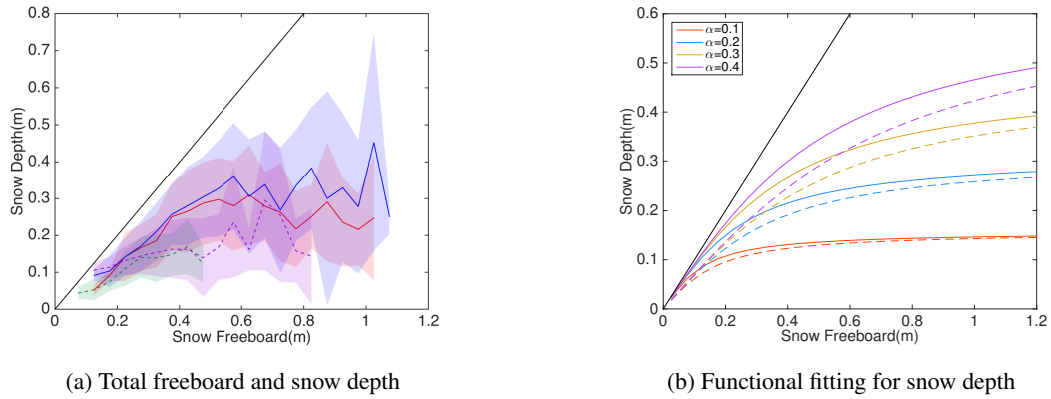 0.8
0.7
0.6
0.5
0.4
0.3
0.2
0.1
0
Snow Depth(m)
0 0.2 0.4 0.6 0.8 1 1.2
Snow Freeboard(m)
(a) Total freeboard and snow depth
0.6
0.5
0.4
0.3
0.2
0.1
0.0
Snow Depth(m)
α=0.1
α=0.2
α=0.3
α=0.4
0 0.2 0.4 0.6 0.8 1.0 1.2
Snow Freeboard(m)
(b) Functional fitting for snow depth